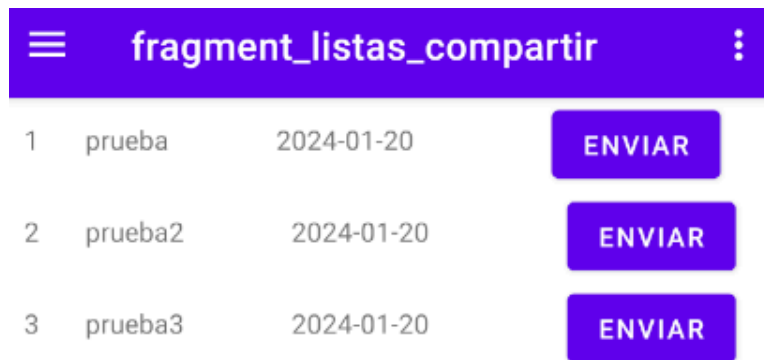 fragment_listas_compartir
1 prueba 2024-01-20 ENVIAR
2 prueba2 2024-01-20 ENVIAR
3 prueba3 2024-01-20 ENVIAR